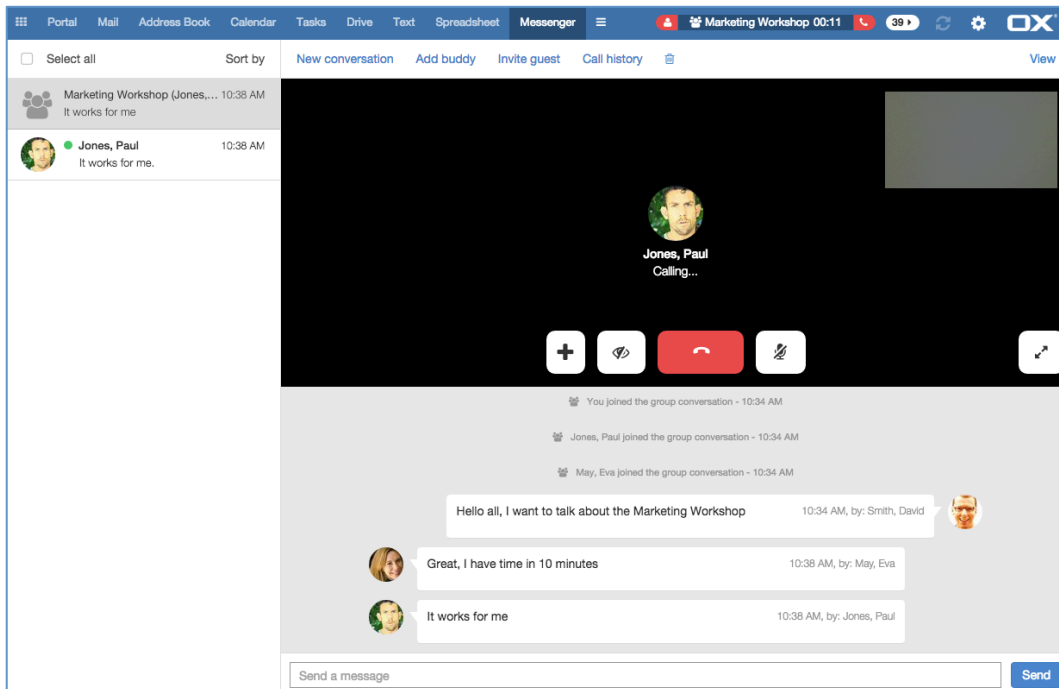 Portal Mail Address Book Calendar Tasks Drive Text Spreadsheet Messenger Marketing Workshop 00:11 39 OX
Select all Sort by
New conversation Add buddy Invite guest Call history View
Marketing Workshop (Jones,... 10:38 AM
It works for me
Jones, Paul 10:38 AM
It works for me.
Jones, Paul
Calling...
You joined the group conversation - 10:34 AM
Jones, Paul joined the group conversation - 10:34 AM
May, Eva joined the group conversation - 10:34 AM
Hello all, I want to talk about the Marketing Workshop 10:34 AM, by: Smith, David
Great, I have time in 10 minutes 10:38 AM, by: May, Eva
It works for me 10:38 AM, by: Jones, Paul
Send a message Send